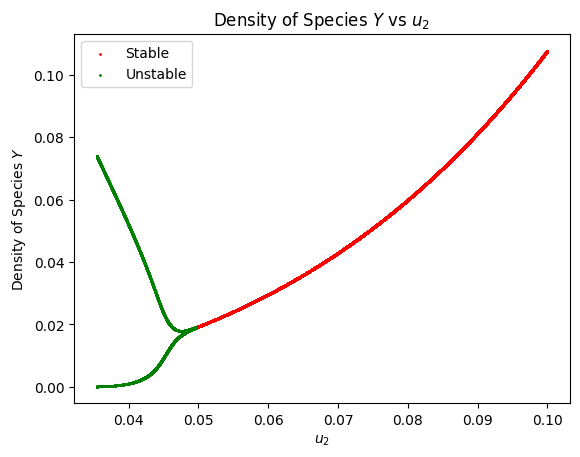 Density of Species Y vs u₂
Stable
Unstable
Density of Species Y
0.10
0.08
0.06
0.04
0.02
0.00
0.04
0.05
0.06
0.07
0.08
0.09
0.10
u₂